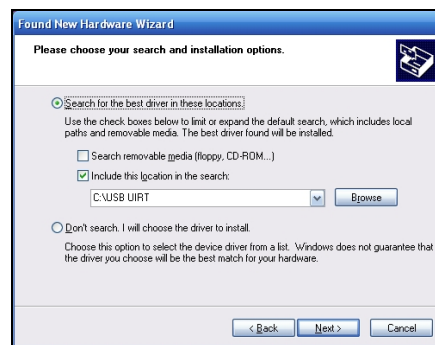 Found New Hardware Wizard
Please choose your search and installation options.
Search for the best driver in these locations.
Use the check boxes below to limit or expand the default search, which includes local
paths and removable media. The best driver found will be installed.
Search removable media (floppy, CD-ROM...)
Include this location in the search:
C:\USB UIRT
Browse
Don't search. I will choose the driver to install.
Choose this option to select the device driver from a list. Windows does not guarantee that
the driver you choose will be the best match for your hardware.
< Back
Next >
Cancel